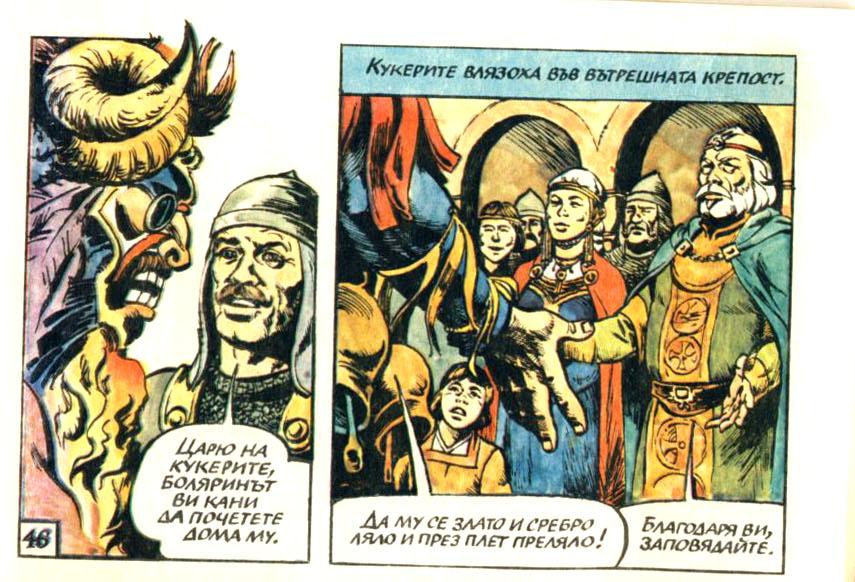 ЦАРЮ НА
КУКЕРИТЕ,
БОЛЯРИНЪТ
ВИ КАНИ
ДА ПОЧЕТЕТЕ
ДОМА МУ.
46
КУКЕРИТЕ ВЛЯЗОХА ВЪВ ВЪТРЕШНАТА КРЕПОСТ.
ДА МУ СЕ ЗЛАТО И СРЕБРО
ЛЯЛО И ПРЕЗ ПЛЕТ ПРЕЛЯЛО!
БЛАГОДАРЯ ВИ,
ЗАПОВЯДАЙТЕ.